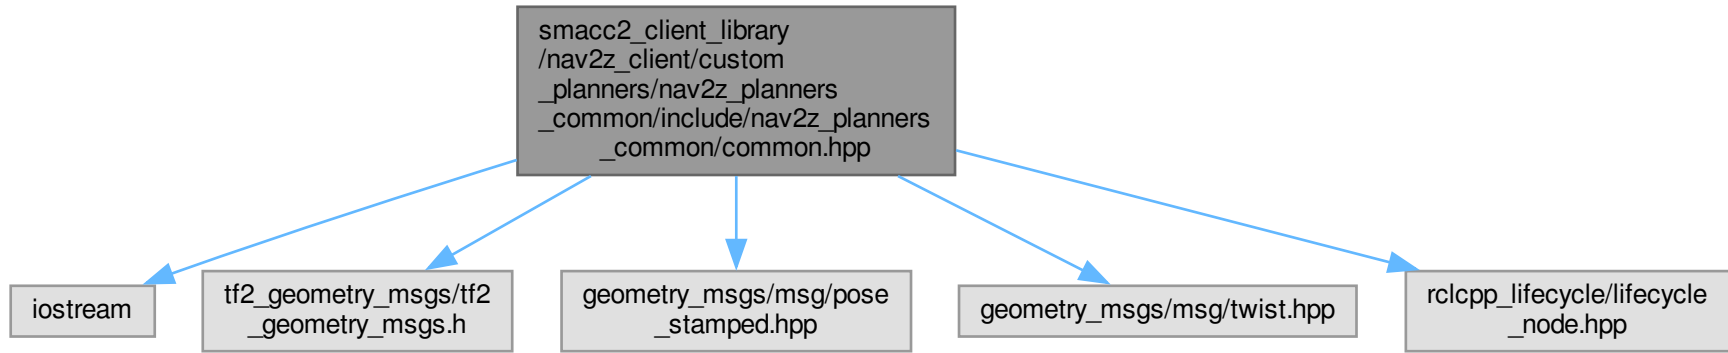 smacc2_client_library
/nav2z_client/custom
_planners/nav2z_planners
_common/include/nav2z_planners
_common/common.hpp
iostream
tf2_geometry_msgs/tf2
_geometry_msgs.h
geometry_msgs/msg/pose
_stamped.hpp
geometry_msgs/msg/twist.hpp
rclcpp_lifecycle/lifecycle
_node.hpp